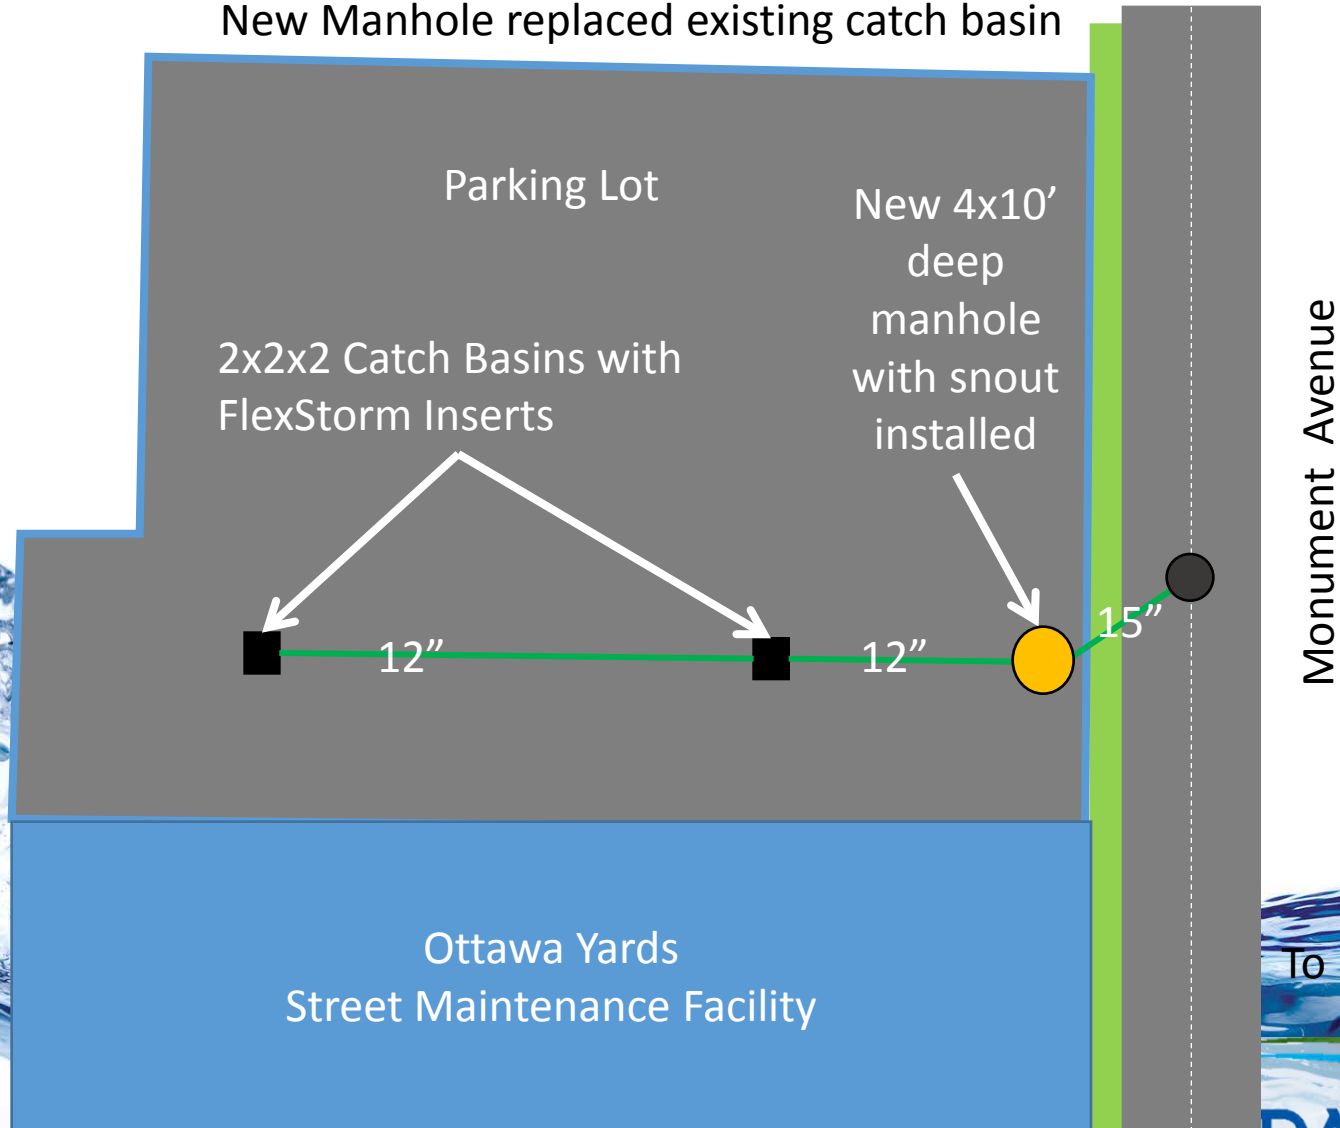 New Manhole replaced existing catch basin
Parking Lot
New 4x10’
deep
manhole
with snout
installed
2x2x2 Catch Basins with
FlexStorm Inserts
12”
12”
15”
Monument Avenue
Ottawa Yards
Street Maintenance Facility
To